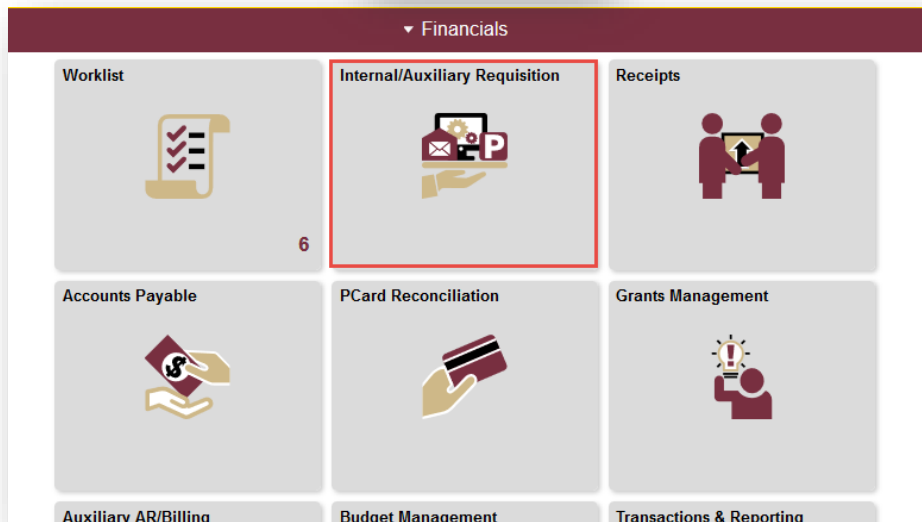 Financials
Worklist
Internal/Auxiliary Requisition
Receipts
P
6
Accounts Payable
PCard Reconciliation
Grants Management
$
!
Auxiliary AR/Billing
Budget Management
Transactions & Reporting